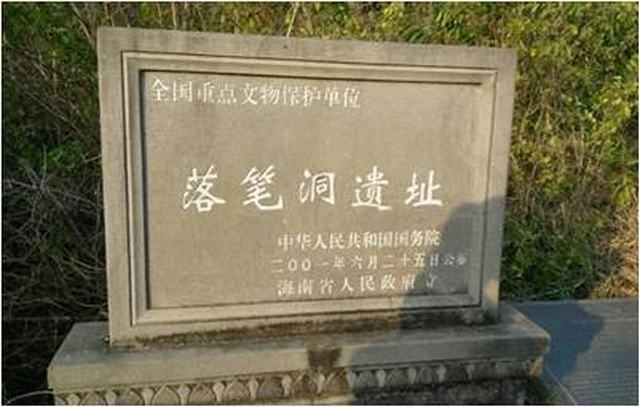 全国重点文物保护单位
落笔洞遗址
中华人民共和国国务院
二〇〇一年六月二十五日公布
海南省人民政府立